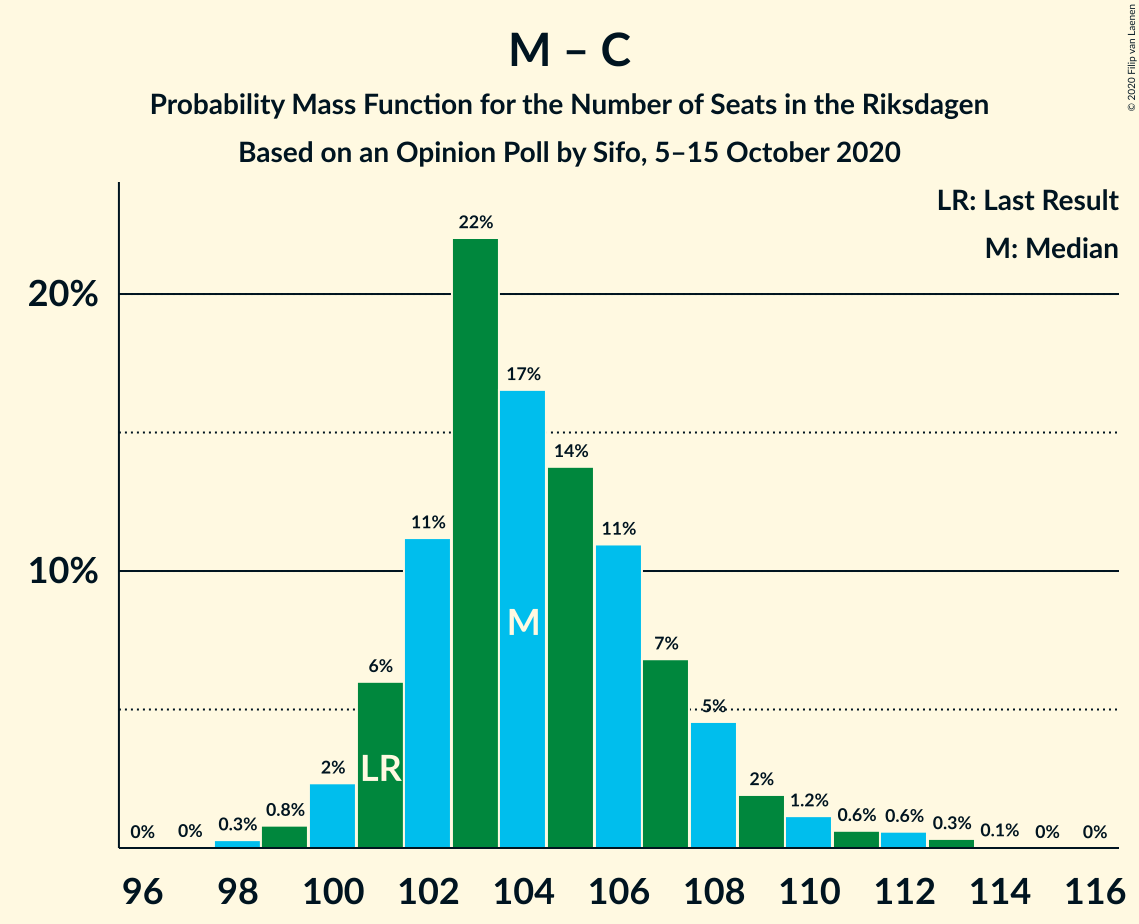 M – C
Probability Mass Function for the Number of Seats in the Riksdagen
Based on an Opinion Poll by Sifo, 5–15 October 2020
© 2020 Filip van Laenen
LR: Last Result
M: Median
20%
10%
0%
0%
0.3%
0.8%
2%
6%
11%
22%
17%
14%
11%
7%
5%
2%
1.2%
0.6%
0.6%
0.3%
0.1%
0%
0%
LR
M
96 98 100 102 104 106 108 110 112 114 116